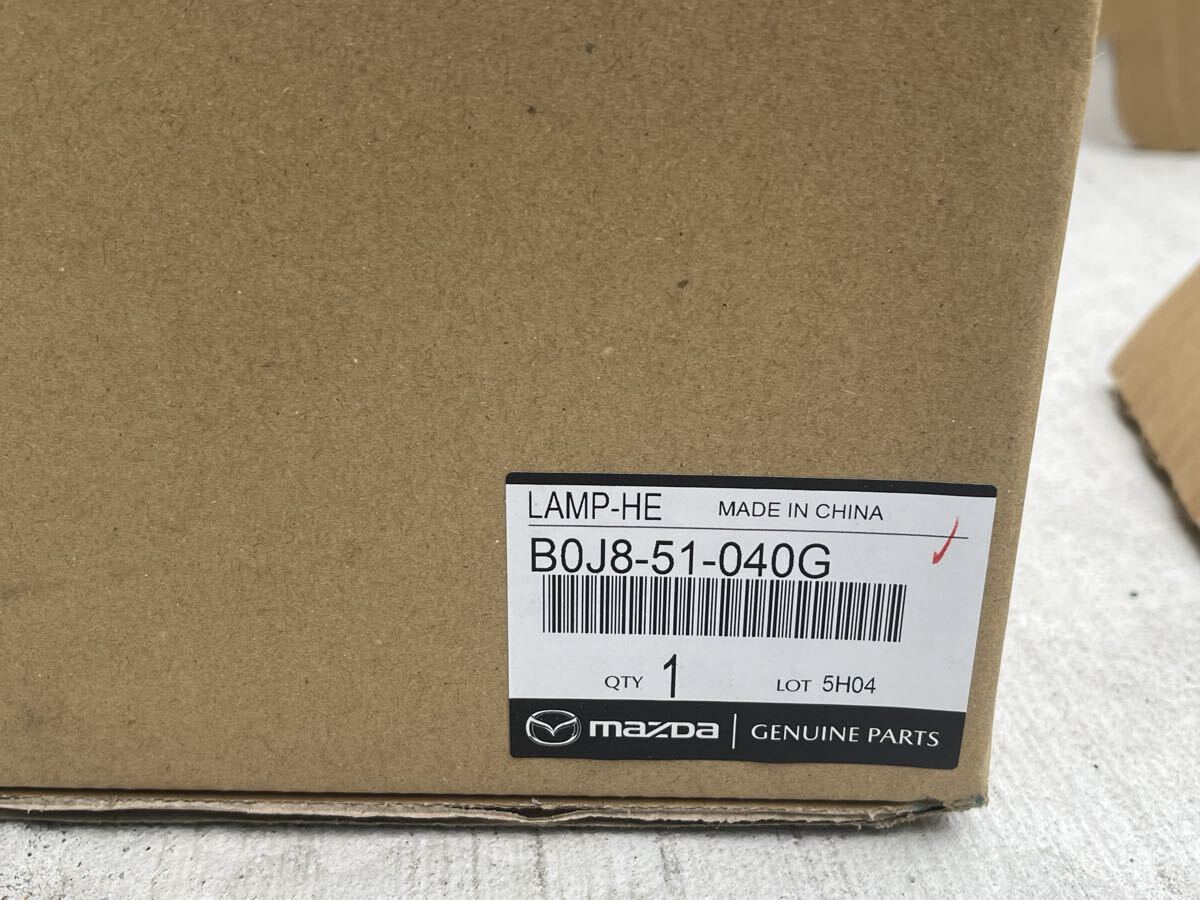 LAMP-HE MADE IN CHINA
B0J8-51-040G
QTY 1 LOT 5H04
mazda GENUINE PARTS